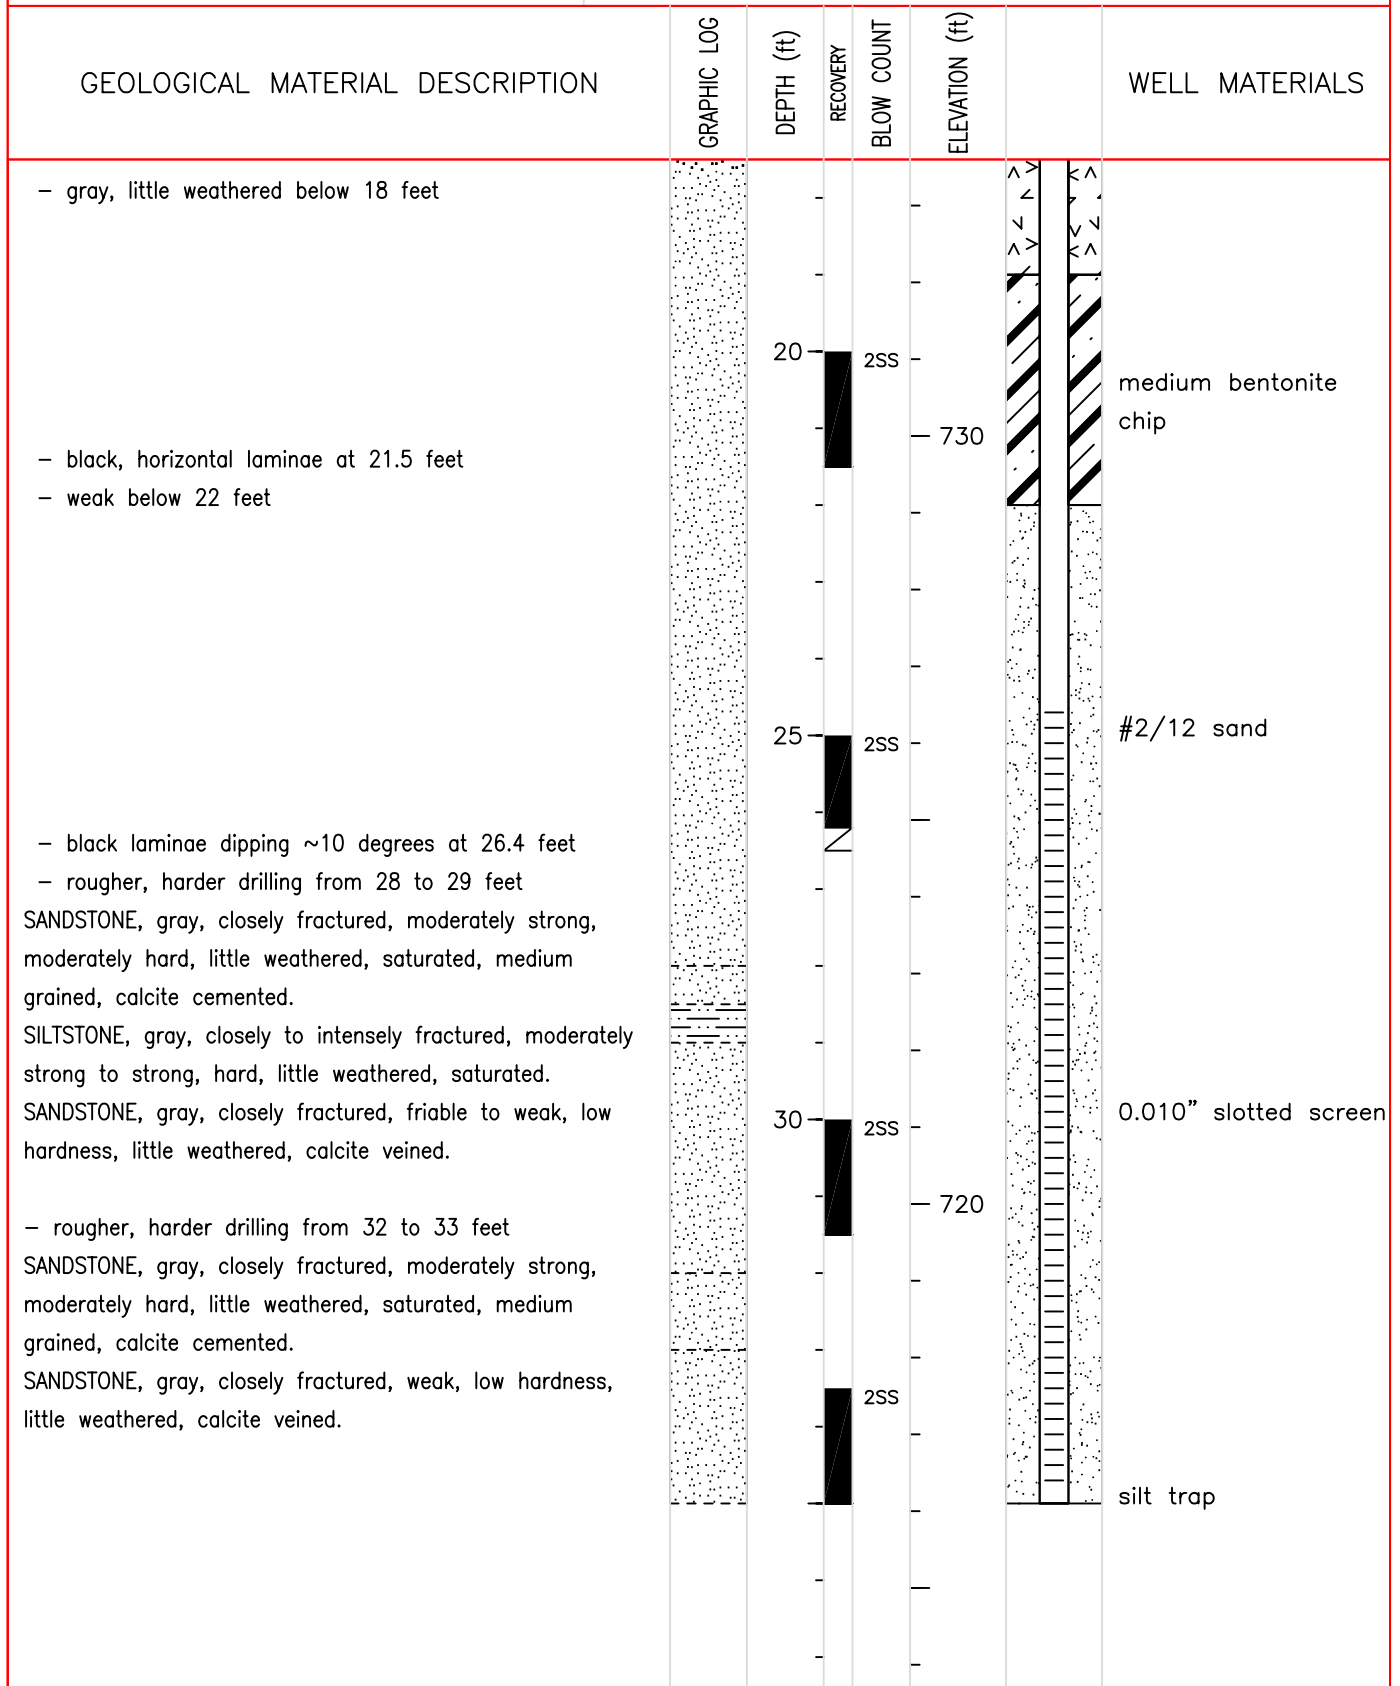 GEOLOGICAL MATERIAL DESCRIPTION
GRAPHIC LOG
DEPTH (ft)
RECOVERY
BLOW COUNT
ELEVATION (ft)
WELL MATERIALS
– gray, little weathered below 18 feet
20
2SS
medium bentonite
chip
730
– black, horizontal laminae at 21.5 feet
– weak below 22 feet
#2/12 sand
25
2SS
– black laminae dipping ~10 degrees at 26.4 feet
– rougher, harder drilling from 28 to 29 feet
SANDSTONE, gray, closely fractured, moderately strong,
moderately hard, little weathered, saturated, medium
grained, calcite cemented.
SILTSTONE, gray, closely to intensely fractured, moderately
strong to strong, hard, little weathered, saturated.
SANDSTONE, gray, closely fractured, friable to weak, low
hardness, little weathered, calcite veined.
30
2SS
0.010” slotted screen
720
– rougher, harder drilling from 32 to 33 feet
SANDSTONE, gray, closely fractured, moderately strong,
moderately hard, little weathered, saturated, medium
grained, calcite cemented.
SANDSTONE, gray, closely fractured, weak, low hardness,
little weathered, calcite veined.
2SS
silt trap